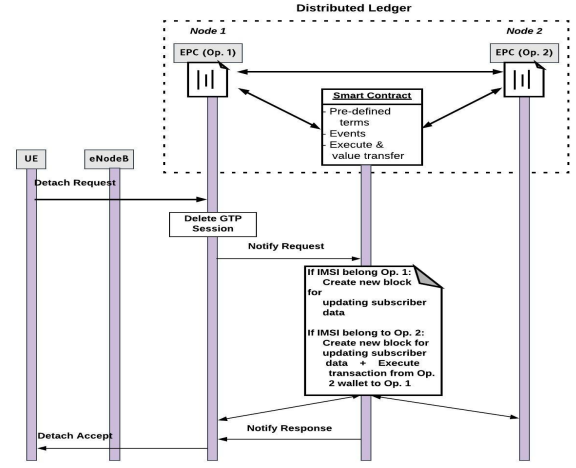 Distributed Ledger
Node 1
Node 2
EPC (Op. 1)
EPC (Op. 2)
Smart Contract
- Pre-defined
terms
- Events
- Execute &
value transfer
UE
eNodeB
Detach Request
Delete GTP
Session
Notify Request
If IMSI belong Op. 1:
Create new block
for
updating subscriber
data
If IMSI belong to Op. 2:
Create new block for
updating subscriber
data + Execute
transaction from Op.
2 wallet to Op. 1
Notify Response
Detach Accept